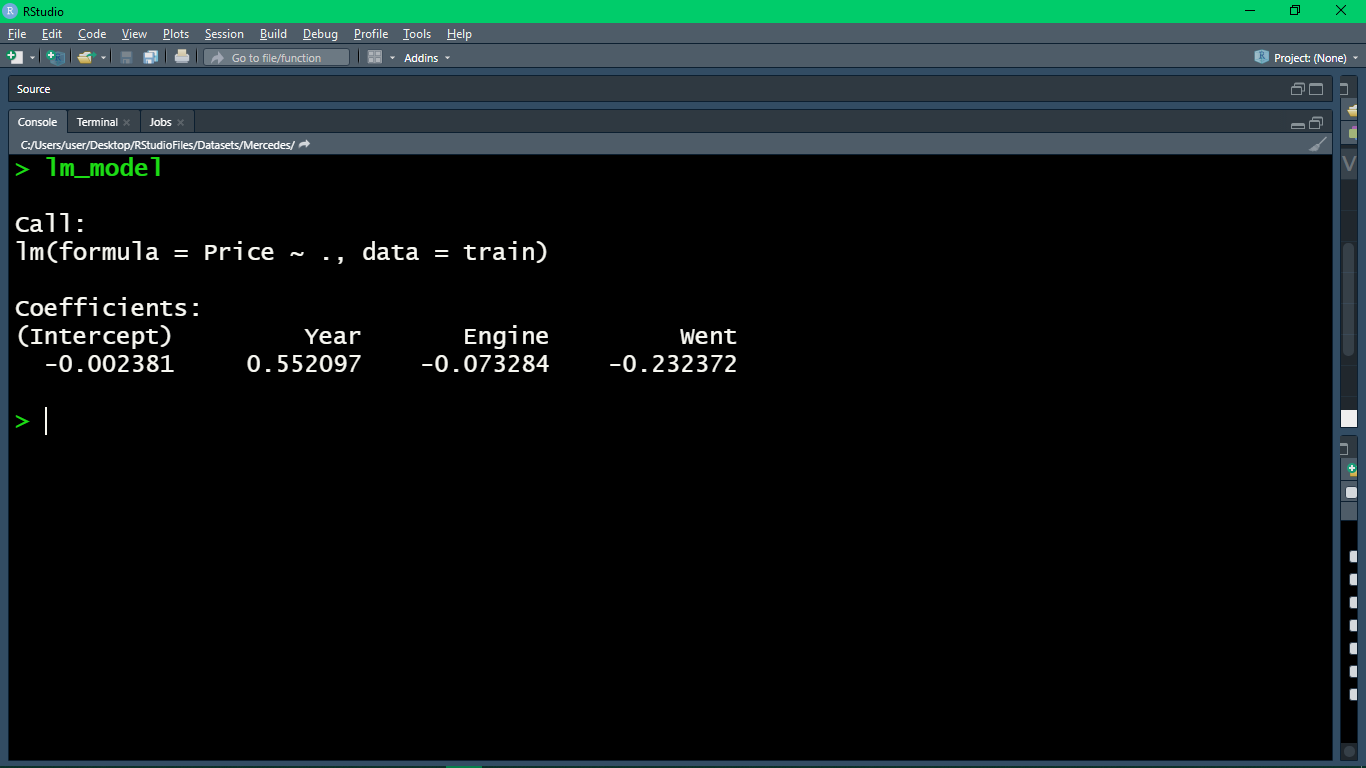 RStudio
File Edit Code View Plots Session Build Debug Profile Tools Help
Go to file/function Addins Project: (None)
Source
Console Terminal Jobs
C:/Users/user/Desktop/RStudioFiles/Datasets/Mercedes/
> lm_model
Call:
lm(formula = Price ~ ., data = train)
Coefficients:
(Intercept) Year Engine Went
-0.002381 0.552097 -0.073284 -0.232372
>